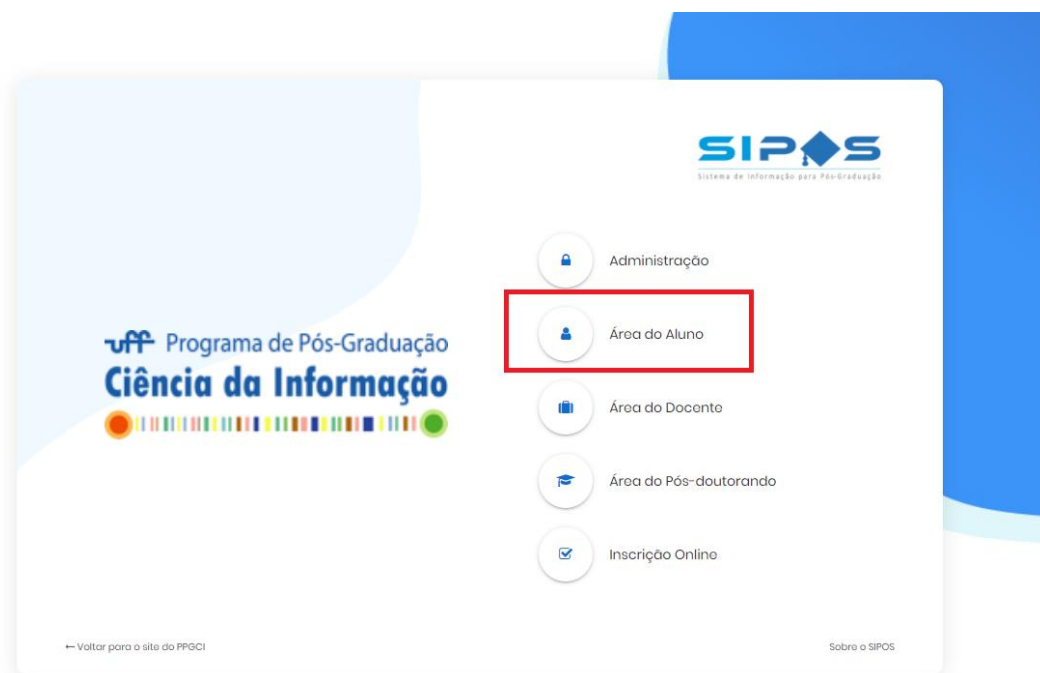 SIPOS
Sistema de Informação para Pós-Graduação
Administração
Área do Aluno
uff Programa de Pós-Graduação
Ciência da Informação
Área do Docente
Área do Pós-doutorando
Inscrição Online
← Voltar para o site do PPGCI
Sobre o SIPOS